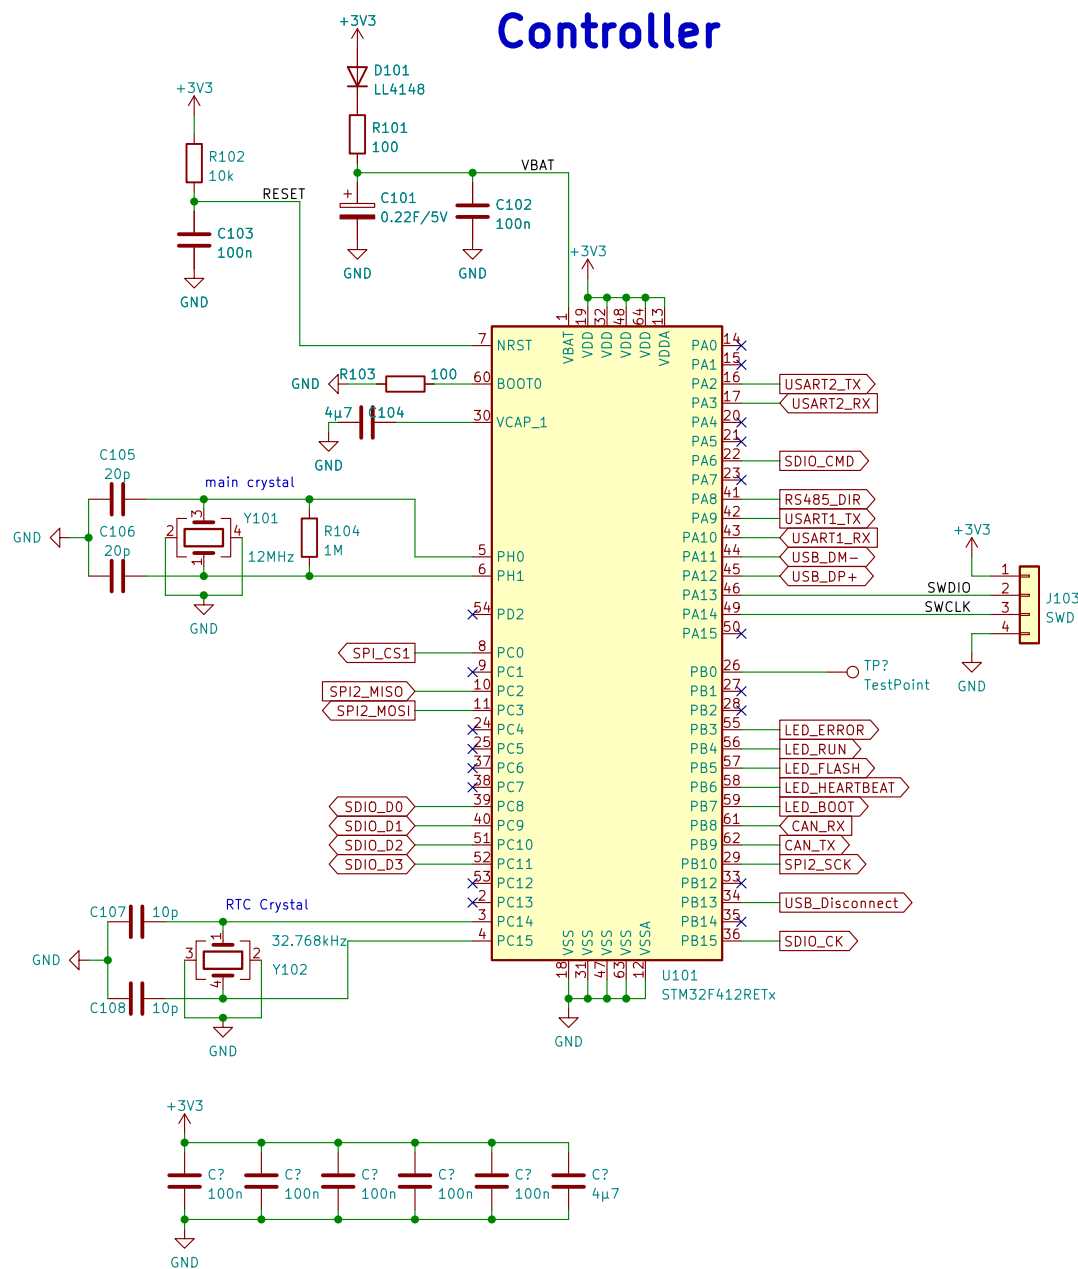 Controller
+3V3
D101
LL4148
+3V3
R101
100
R102
10k
VBAT
RESET
+
C101
0.22F/5V
C102
100n
C103
100n
GND
GND
GND
+3V3
1
19
32
48
64
13
VBAT
VDD
VDD
VDD
VDD
VDDA
7
NRST
R103
100
GND
60
BOOT0
4µ7
C104
30
VCAP_1
GND
C105
20p
main crystal
3
Y101
2
4
C106
20p
GND
R104
1M
12MHz
1
5
PH0
6
PH1
GND
54
PD2
SPI_CS1
8
PC0
9
PC1
SPI2_MISO
10
PC2
SPI2_MOSI
11
PC3
24
PC4
25
PC5
37
PC6
38
PC7
SDIO_D0
39
PC8
SDIO_D1
40
PC9
SDIO_D2
51
PC10
SDIO_D3
52
PC11
53
PC12
2
PC13
RTC Crystal
C107
10p
3
PC14
1
32.768kHz
4
PC15
GND
3
2
Y102
4
C108
10p
GND
PA0
14
PA1
15
PA2
16
USART2_TX
PA3
17
USART2_RX
PA4
20
PA5
21
PA6
22
SDIO_CMD
PA7
23
PA8
41
RS485_DIR
PA9
42
USART1_TX
PA10
43
USART1_RX
PA11
44
USB_DM-
PA12
45
USB_DP+
PA13
46
SWDIO
PA14
49
SWCLK
PA15
50
+3V3
1
2
3
4
J103
SWD
GND
PB0
26
TP?
TestPoint
PB1
27
PB2
28
PB3
55
LED_ERROR
PB4
56
LED_RUN
PB5
57
LED_FLASH
PB6
58
LED_HEARTBEAT
PB7
59
LED_BOOT
PB8
61
CAN_RX
PB9
62
CAN_TX
PB10
29
SPI2_SCK
PB12
33
PB13
34
USB_Disconnect
PB14
35
PB15
36
SDIO_CK
VSS
VSS
VSS
VSS
VSSA
18
31
47
63
12
U101
STM32F412RETx
GND
+3V3
C?
100n
C?
100n
C?
100n
C?
100n
C?
100n
C?
4µ7
GND